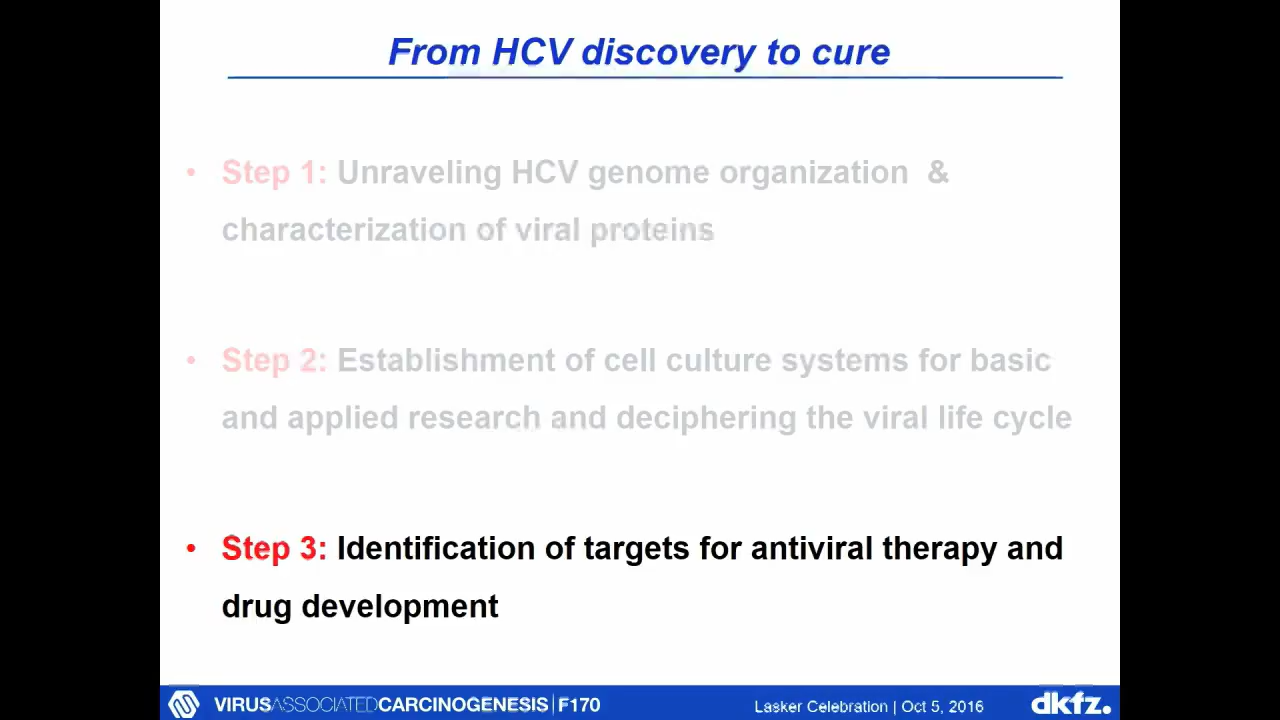 From HCV discovery to cure
• Step 1: Unraveling HCV genome organization &
characterization of viral proteins
• Step 2: Establishment of cell culture systems for basic
and applied research and deciphering the viral life cycle
• Step 3: Identification of targets for antiviral therapy and
drug development
VIRUSASSOCIATEDCARCINOGENESIS | F170
Lasker Celebration | Oct 5, 2016
dkfz.